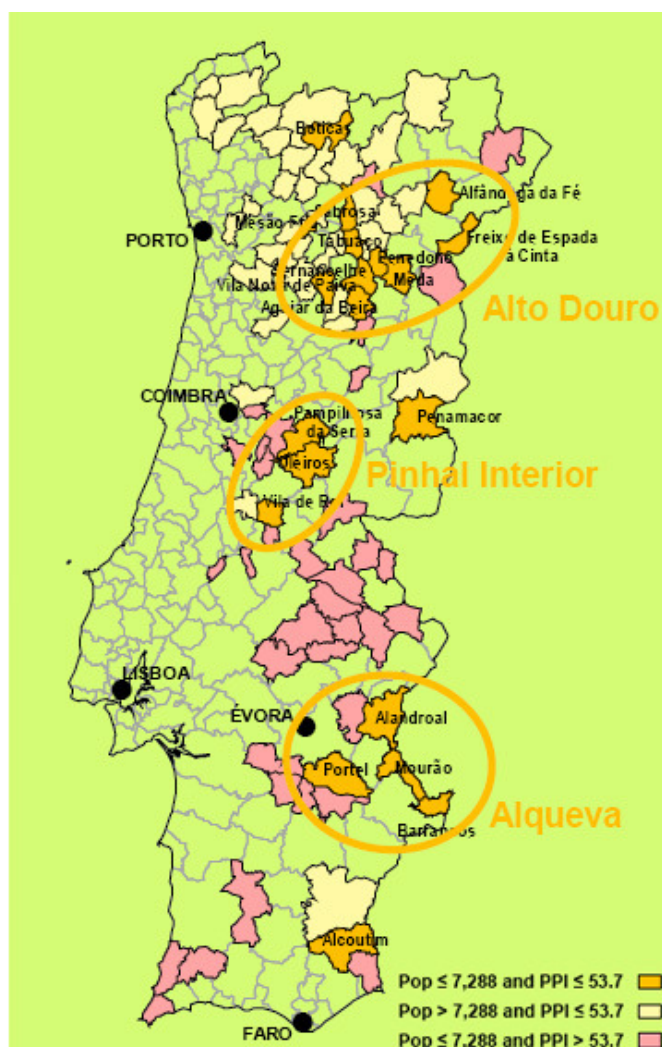 Boticas
Alfândega da Fé
Sabrosa
Mesão Frio
PORTO
Tabuaço
Freixo de Espada
à Cinta
Penedono
Sernancelhe
Meda
Vila Nova de Paiva
Aguiar da Beira
Alto Douro
COIMBRA
Pampilhosa
da Serra
Penamacor
Oleiros
Pinhal Interior
Vila de Rei
LISBOA
ÉVORA
Alandroal
Portel
Mourão
Alqueva
Barrancos
Alcoutim
Pop ≤ 7,288 and PPI ≤ 53.7
Pop > 7,288 and PPI ≤ 53.7
FARO
Pop ≤ 7,288 and PPI > 53.7